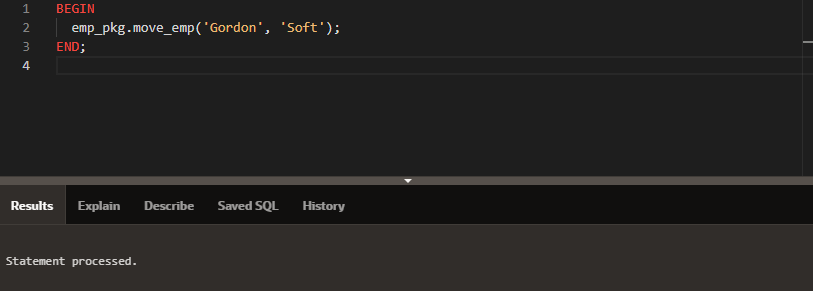 1 BEGIN
2 emp_pkg.move_emp('Gordon', 'Soft');
3 END;
4
Results Explain Describe Saved SQL History
Statement processed.